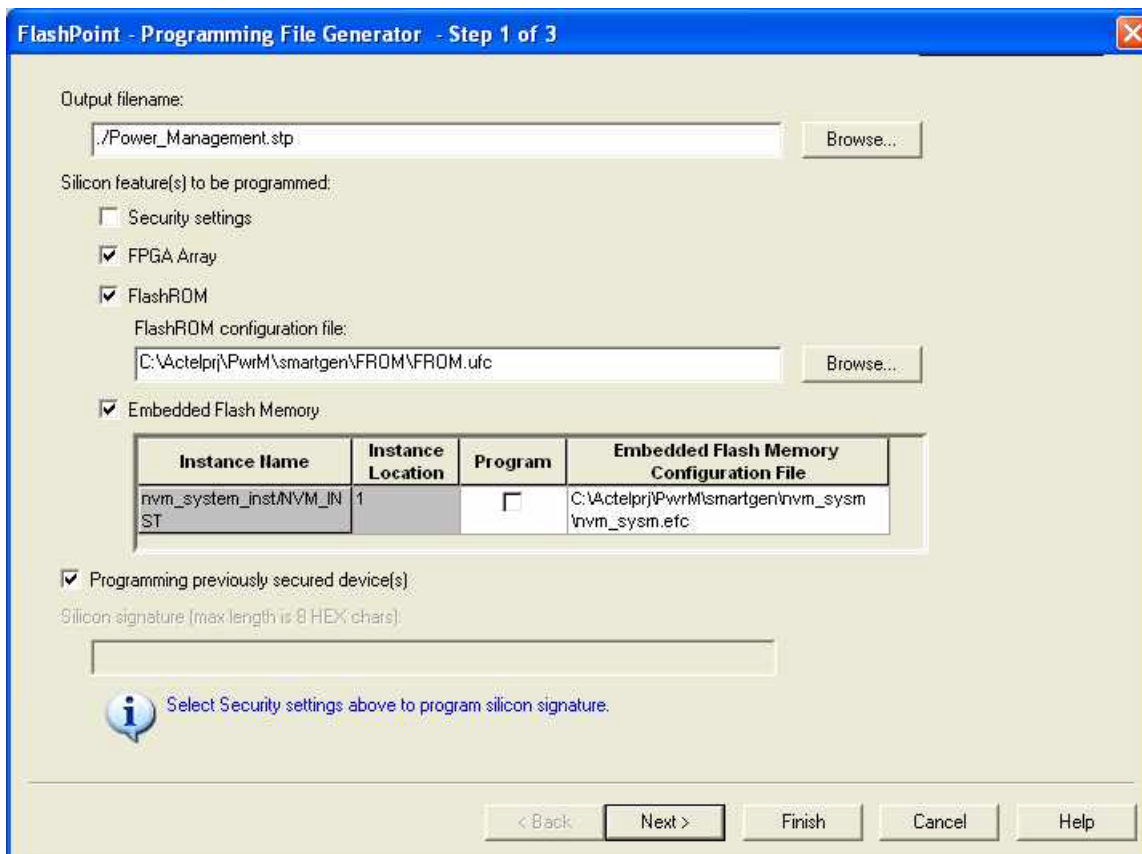 FlashPoint - Programming File Generator - Step 1 of 3
Output filename:
./Power_Management.stp
Browse...
Silicon feature(s) to be programmed:
Security settings
FPGA Array
FlashROM
FlashROM configuration file:
C:\Actelprj\PwrM\smartgen\FROM\FROM.ufc
Browse...
Embedded Flash Memory
Instance Name
Instance Location
Program
Embedded Flash Memory Configuration File
nvm_system_inst/NVM_IN
ST
1
C:\Actelprj\PwrM\smartgen\nvm_sysm
\nvm_sysm.efc
Programming previously secured device(s)
Silicon signature (max length is 8 HEX chars):
Select Security settings above to program silicon signature.
< Back
Next >
Finish
Cancel
Help